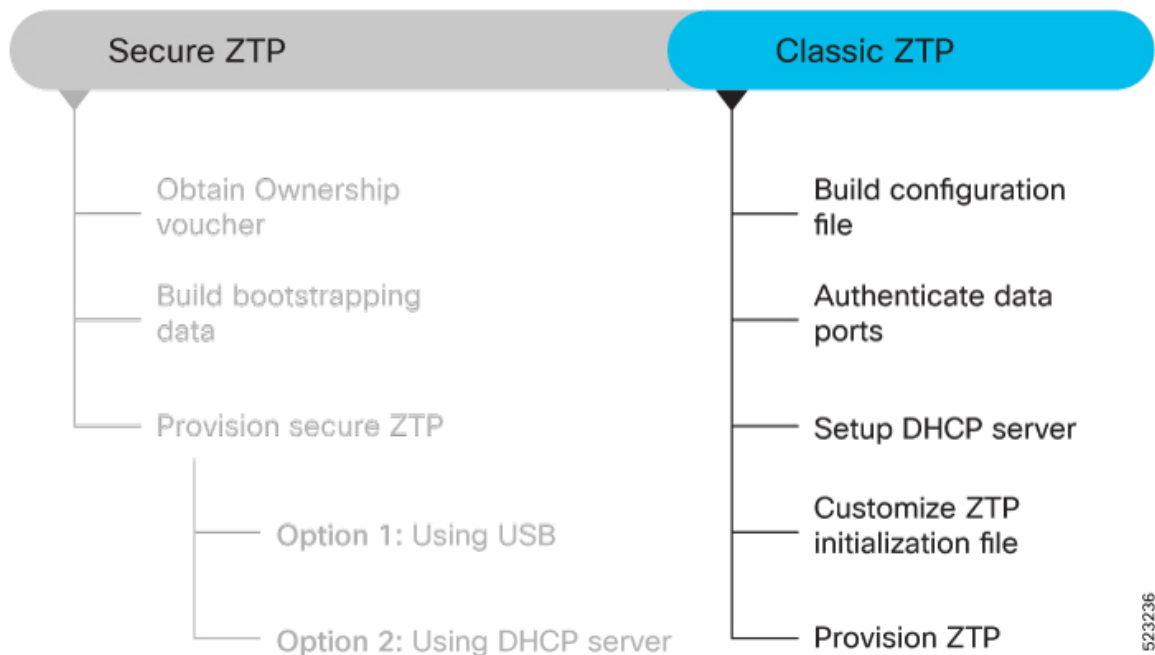 Secure ZTP
Obtain Ownership
voucher
Build bootstrapping
data
Provision secure ZTP
Option 1: Using USB
Option 2: Using DHCP server
Classic ZTP
Build configuration
file
Authenticate data
ports
Setup DHCP server
Customize ZTP
initialization file
Provision ZTP
523236